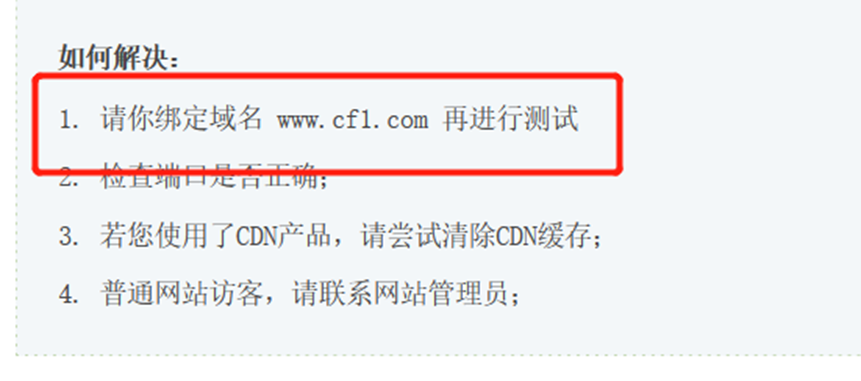 如何解决：
1. 请你绑定域名 www.cf1.com 再进行测试
2. 检查端口是否正确；
3. 若您使用了CDN产品，请尝试清除CDN缓存；
4. 普通网站访客，请联系网站管理员；